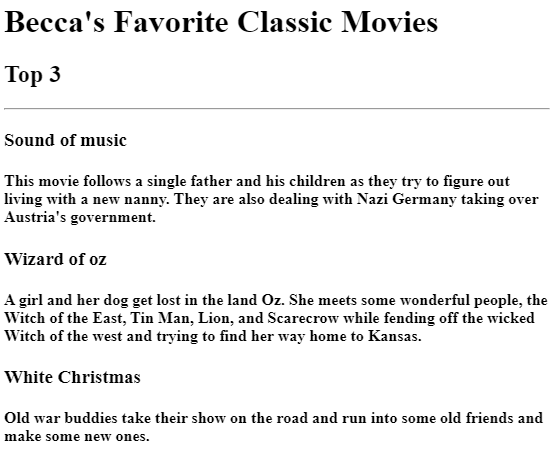 Becca's Favorite Classic Movies
Top 3
Sound of music
This movie follows a single father and his children as they try to figure out
living with a new nanny. They are also dealing with Nazi Germany taking over
Austria's government.
Wizard of oz
A girl and her dog get lost in the land Oz. She meets some wonderful people, the
Witch of the East, Tin Man, Lion, and Scarecrow while fending off the wicked
Witch of the west and trying to find her way home to Kansas.
White Christmas
Old war buddies take their show on the road and run into some old friends and
make some new ones.